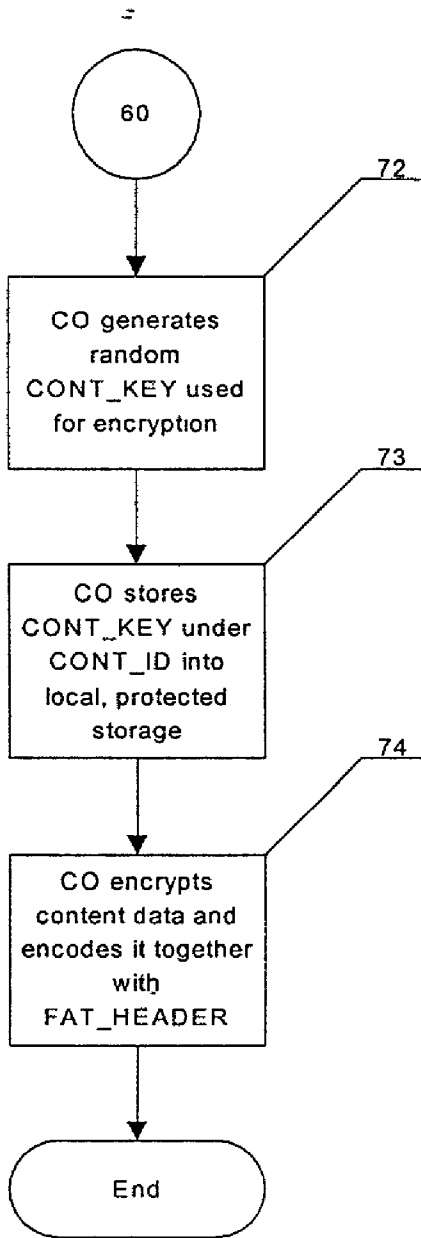 60
72
CO generates
random
CONT_KEY used
for encryption
73
CO stores
CONT_KEY under
CONT_ID into
local, protected
storage
74
CO encrypts
content data and
encodes it together
with
FAT_HEADER
End